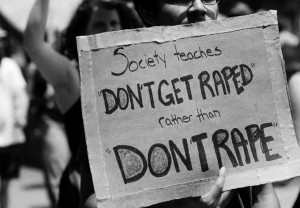 Society teaches
"DON'T GET RAPED"
rather than
"DON'T RAPE"